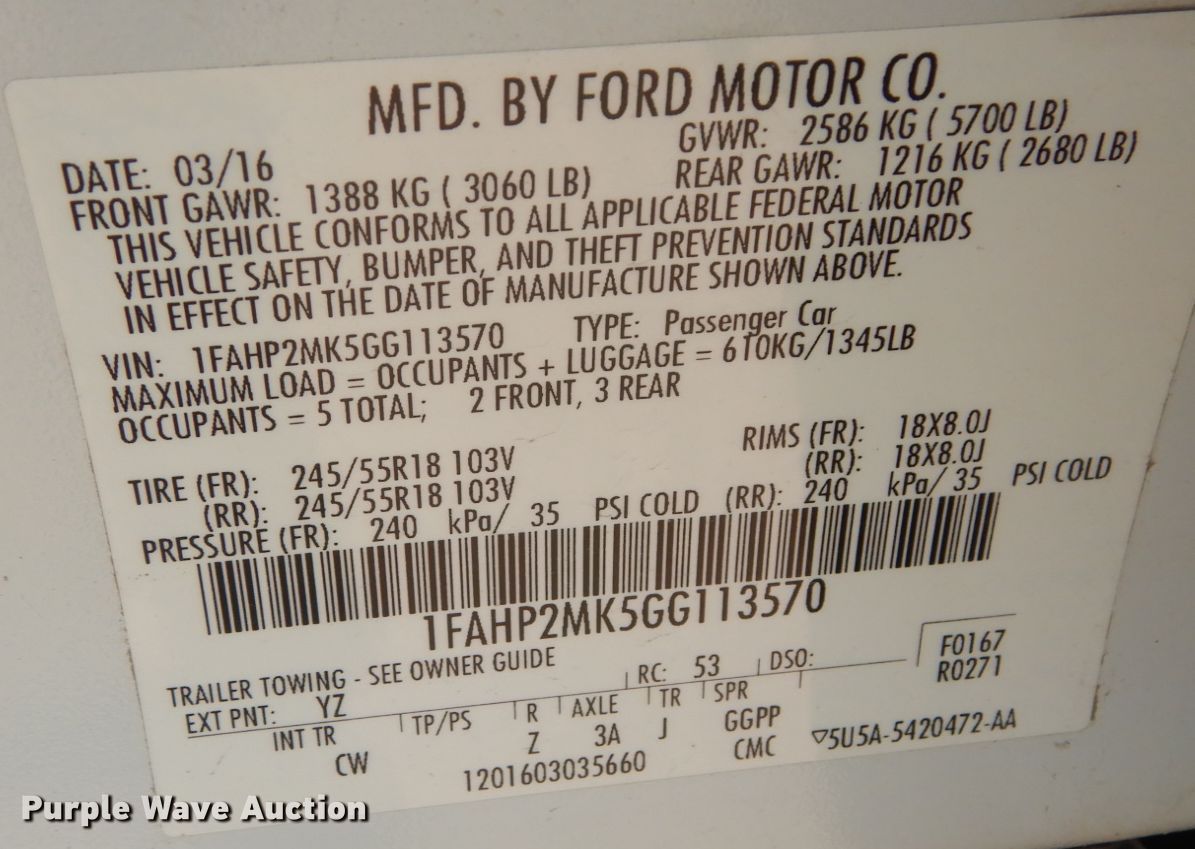 MFD. BY FORD MOTOR CO.
DATE: 03/16 GVWR: 2586 KG ( 5700 LB)
FRONT GAWR: 1388 KG ( 3060 LB) REAR GAWR: 1216 KG ( 2680 LB)
THIS VEHICLE CONFORMS TO ALL APPLICABLE FEDERAL MOTOR
VEHICLE SAFETY, BUMPER, AND THEFT PREVENTION STANDARDS
IN EFFECT ON THE DATE OF MANUFACTURE SHOWN ABOVE.
VIN: 1FAHP2MK5GG113570 TYPE: Passenger Car
MAXIMUM LOAD = OCCUPANTS + LUGGAGE = 610KG/1345LB
OCCUPANTS = 5 TOTAL; 2 FRONT, 3 REAR
TIRE (FR): 245/55R18 103V RIMS (FR): 18X8.0J
(RR): 245/55R18 103V (RR): 18X8.0J
PRESSURE (FR): 240 kPa/ 35 PSI COLD (RR): 240 kPa/ 35 PSI COLD
1FAHP2MK5GG113570
TRAILER TOWING - SEE OWNER GUIDE F0167
EXT PNT: YZ RC: 53 DSO: R0271
INT TR TP/PS R AXLE TR SPR
CW Z 3A J GGPP
1201603035660 CMC ▽5U5A-5420472-AA
Purple Wave Auction